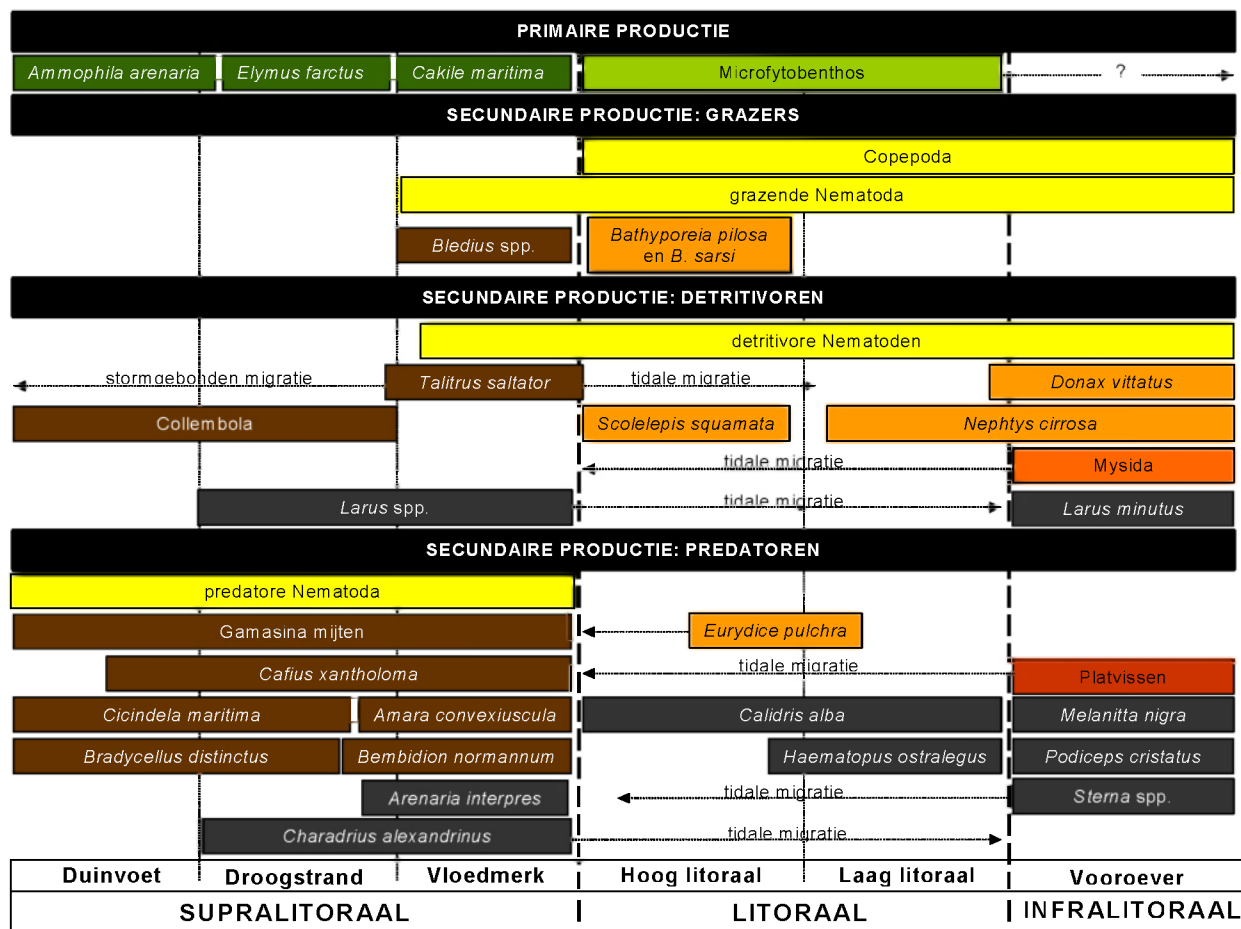 PRIMAIRE PRODUCTIE
Ammophila arenaria Elymus farctus Cakile maritima Microfytobenthos ?
SECUNDAIRE PRODUCTIE: GRAZERS
Copepoda
grazende Nematoda
Bledius spp.
Bathyporeia pilosa
en B. sarsi
SECUNDAIRE PRODUCTIE: DETRITIVOREN
detritivore Nematoden
stormgebonden migratie Talitrus saltator tidale migratie Donax vittatus
Collembola Scolelepis squamata Nephtys cirrosa
tidale migratie Mysida
Larus spp. tidale migratie Larus minutus
SECUNDAIRE PRODUCTIE: PREDATOREN
predatore Nematoda
Gamasina mijten Eurydice pulchra
Cafius xantholoma tidale migratie Platvissen
Cicindela maritima Amara convexiuscula Calidris alba Melanitta nigra
Bradycellus distinctus Bembidion normannum Haematopus ostralegus Podiceps cristatus
Arenaria interpres tidale migratie Sterna spp.
Charadrius alexandrinus tidale migratie
Duinvoet Droogstrand Vloedmerk Hoog litoraal Laag litoraal Vooroever
SUPRALITORAAL LITORAAL INFRALITORAAL